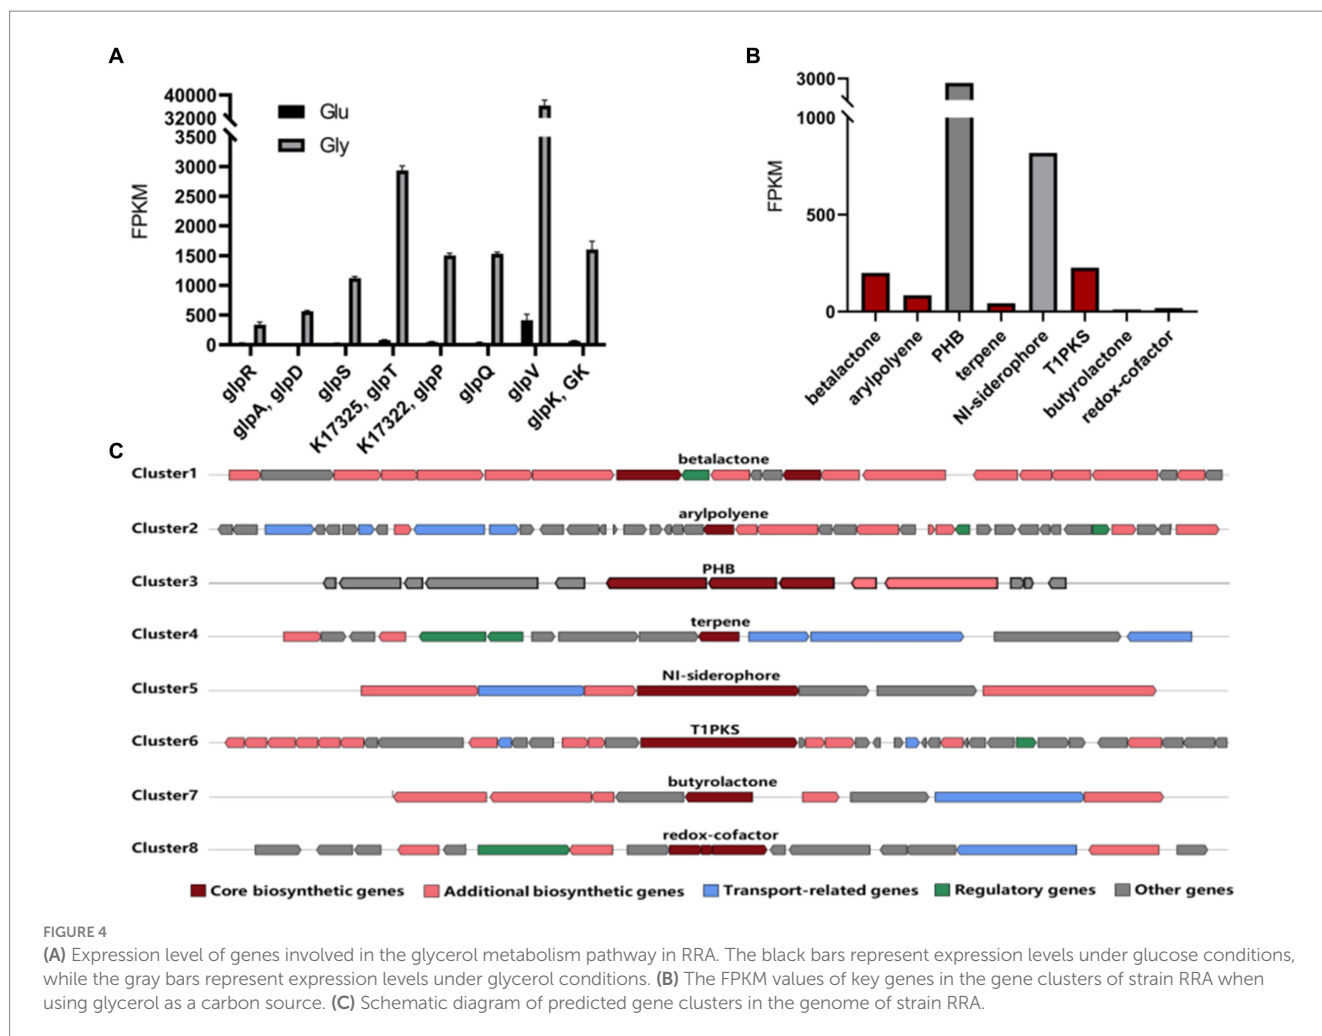 A
B
40000
32000
3500
3000
2500
2000
1500
1000
500
0
FPKM
Glu
Gly
glpR
glpA, glpD
glpS
K17325, glpT
K17322, glpP
glpQ
glpV
glpK, GK
3000
1000
500
0
FPKM
betalactone
arylpolyene
PHB
terpene
NI-siderophore
T1PKS
butyrolactone
redox-cofactor
C
betalactone
Cluster1
arylpolyene
Cluster2
PHB
Cluster3
terpene
Cluster4
NI-siderophore
Cluster5
T1PKS
Cluster6
butyrolactone
Cluster7
redox-cofactor
Cluster8
Core biosynthetic genes Additional biosynthetic genes Transport-related genes Regulatory genes Other genes
FIGURE 4
(A) Expression level of genes involved in the glycerol metabolism pathway in RRA. The black bars represent expression levels under glucose conditions,
while the gray bars represent expression levels under glycerol conditions. (B) The FPKM values of key genes in the gene clusters of strain RRA when
using glycerol as a carbon source. (C) Schematic diagram of predicted gene clusters in the genome of strain RRA.